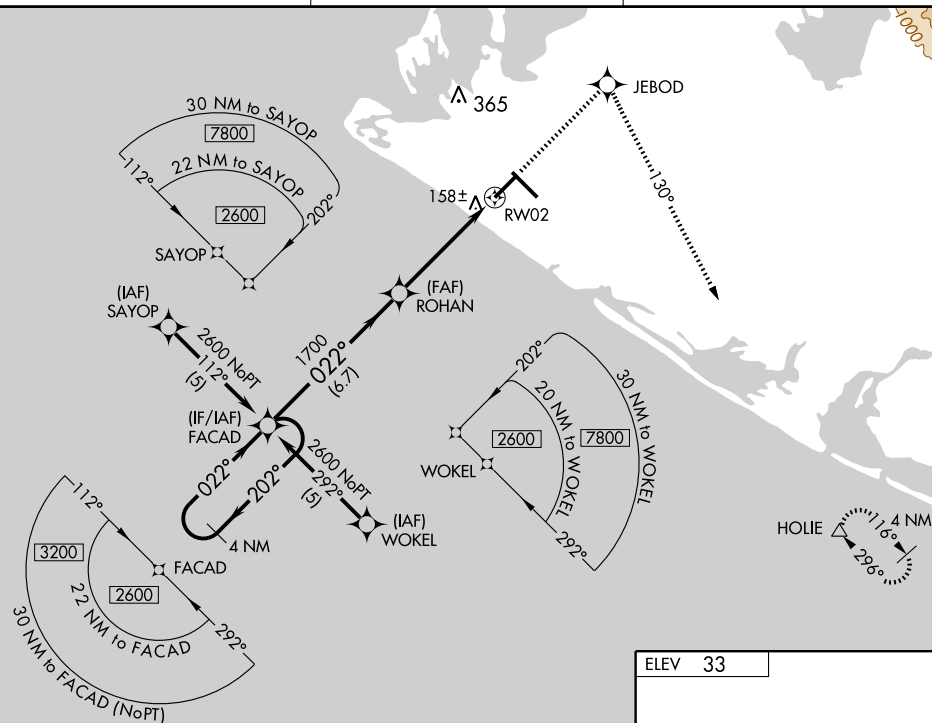 1000
JEBOD
365
30 NM to SAYOP
7800
112°
22 NM to SAYOP
2600
202°
SAYOP
158±
RW02
130°
(FAF)
ROHAN
(IAF)
SAYOP
2600 NoPT
112°
(5)
1700
022°
(6.7)
(IF/IAF)
FACAD
022°
202°
4 NM
2600 NoPT
292°
(5)
(IAF)
WOKEL
202°
20 NM to WOKEL
2600
30 NM to WOKEL
7800
WOKEL
292°
HOLIE
116°
4 NM
296°
112°
3200
FACAD
2600
22 NM to FACAD
292°
30 NM to FACAD (NoPT)
ELEV 33